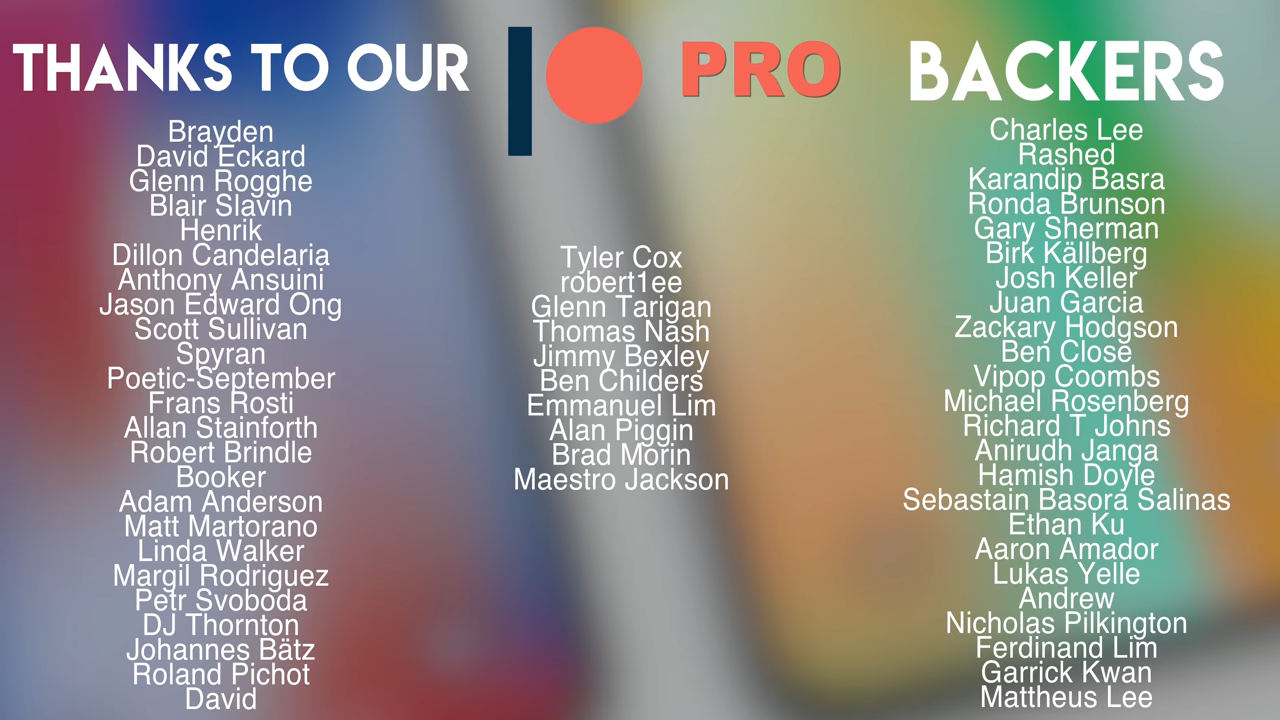 THANKS TO OUR PRO BACKERS
Brayden
David Eckard
Glenn Rogghe
Blair Slavin
Henrik
Dillon Candelaria
Anthony Ansuini
Jason Edward Ong
Scott Sullivan
Spyran
Poetic-September
Frans Rosti
Allan Stainforth
Robert Brindle
Booker
Adam Anderson
Matt Martorano
Linda Walker
Margil Rodriguez
Petr Svoboda
DJ Thornton
Johannes Bätz
Roland Pichot
David
Tyler Cox
robert1ee
Glenn Tarigan
Thomas Nash
Jimmy Bexley
Ben Childers
Emmanuel Lim
Alan Piggin
Brad Morin
Maestro Jackson
Charles Lee
Rashed
Karandip Basra
Ronda Brunson
Gary Sherman
Birk Källberg
Josh Keller
Juan Garcia
Zackary Hodgson
Ben Close
Vipop Coombs
Michael Rosenberg
Richard T Johns
Anirudh Janga
Hamish Doyle
Sebastain Basora Salinas
Ethan Ku
Aaron Amador
Lukas Yelle
Andrew
Nicholas Pilkington
Ferdinand Lim
Garrick Kwan
Mattheus Lee